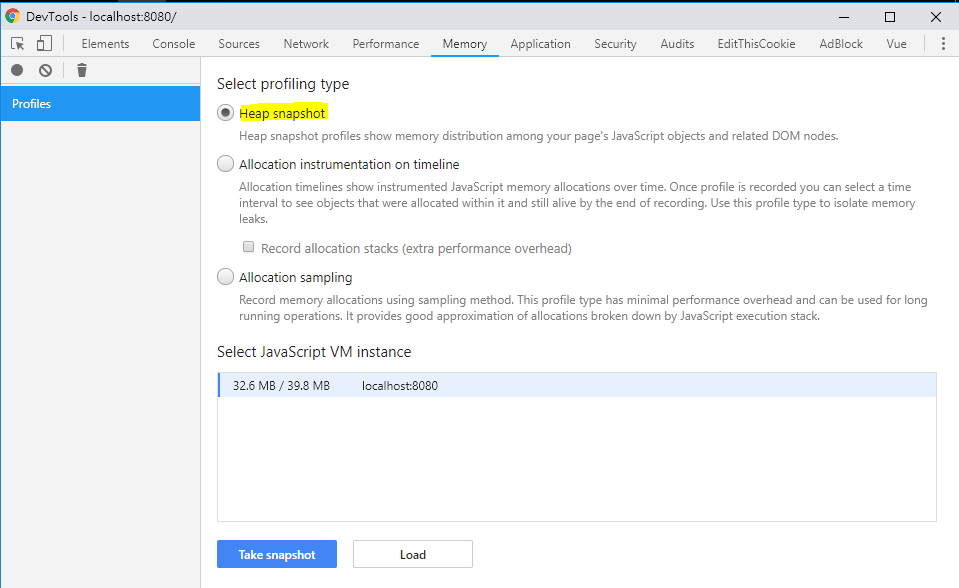 DevTools - localhost:8080/
Elements Console Sources Network Performance Memory Application Security Audits EditThisCookie AdBlock Vue
Profiles
Select profiling type
Heap snapshot
Heap snapshot profiles show memory distribution among your page's JavaScript objects and related DOM nodes.
Allocation instrumentation on timeline
Allocation timelines show instrumented JavaScript memory allocations over time. Once profile is recorded you can select a time
interval to see objects that were allocated within it and still alive by the end of recording. Use this profile type to isolate memory
leaks.
Record allocation stacks (extra performance overhead)
Allocation sampling
Record memory allocations using sampling method. This profile type has minimal performance overhead and can be used for long
running operations. It provides good approximation of allocations broken down by JavaScript execution stack.
Select JavaScript VM instance
32.6 MB / 39.8 MB localhost:8080
Take snapshot Load